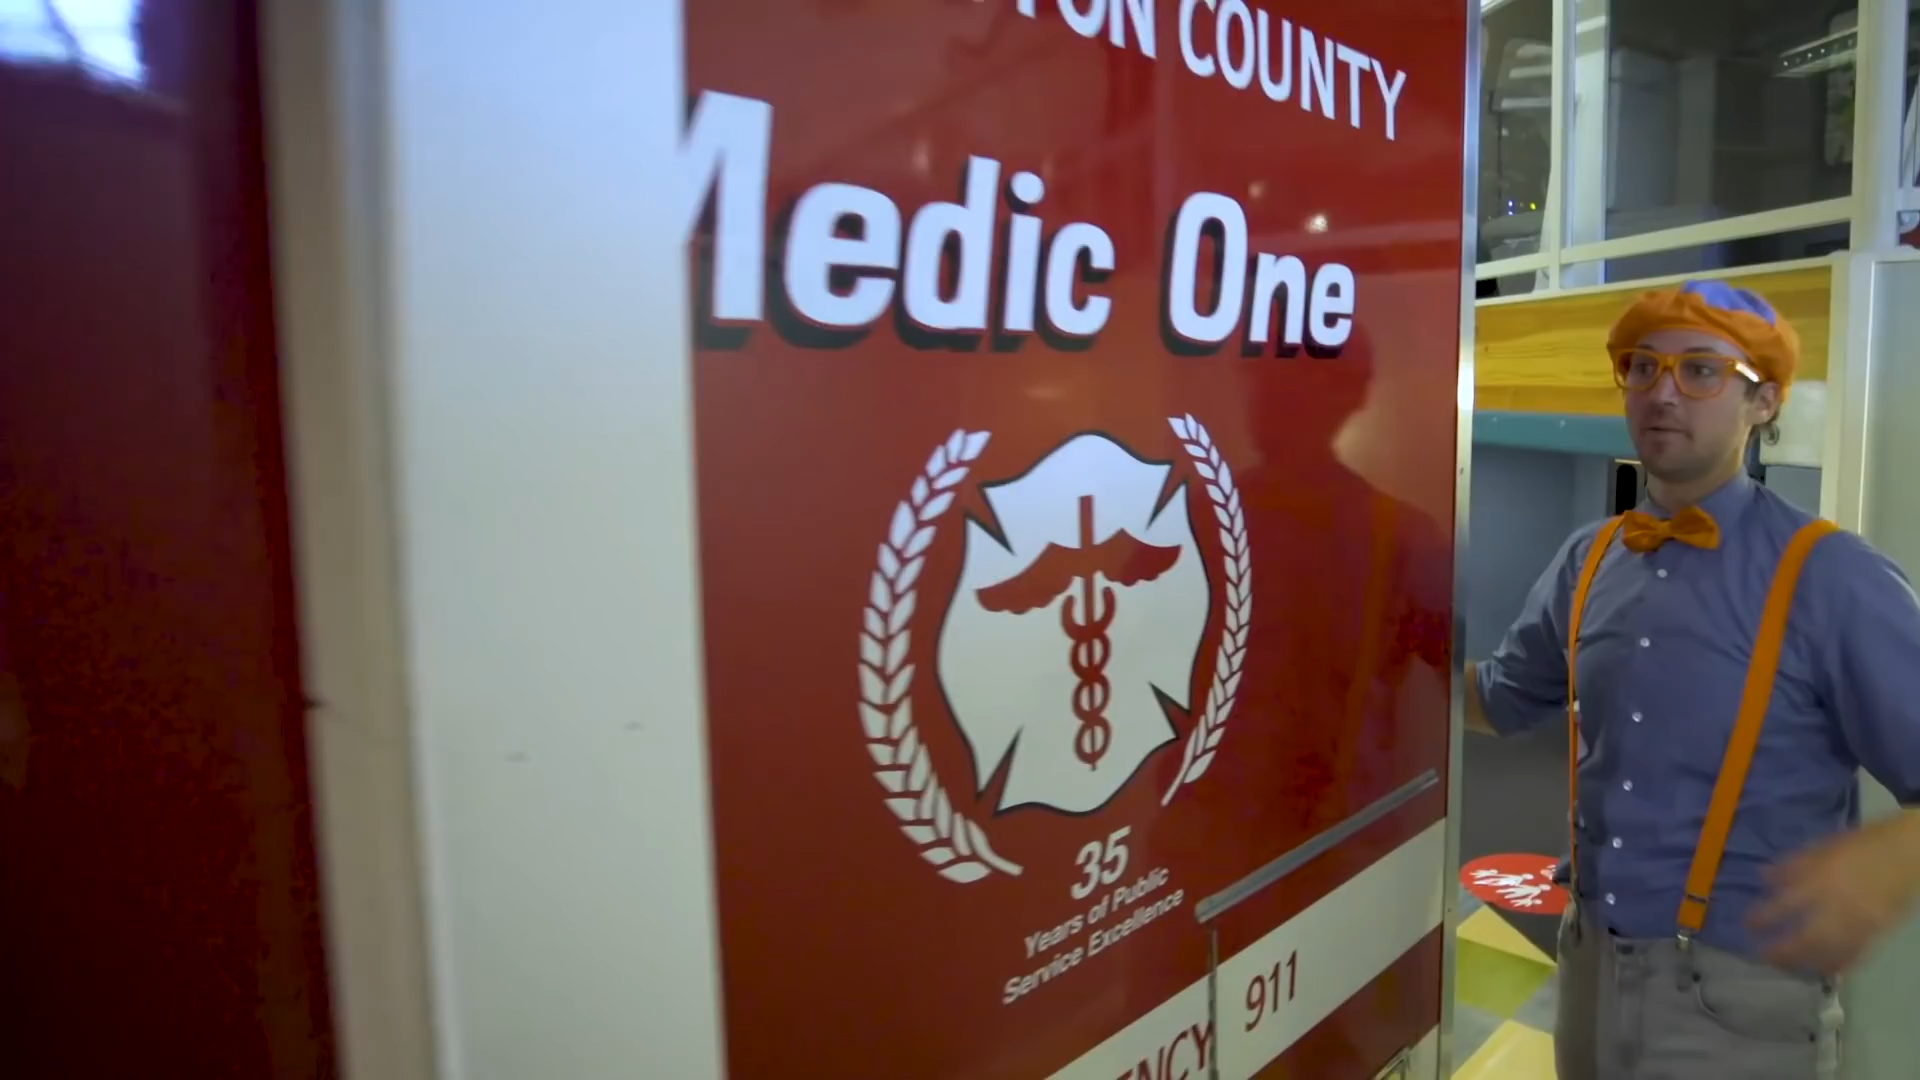 COUNTY
Medic One
35
Years of Public
Service Excellence
911